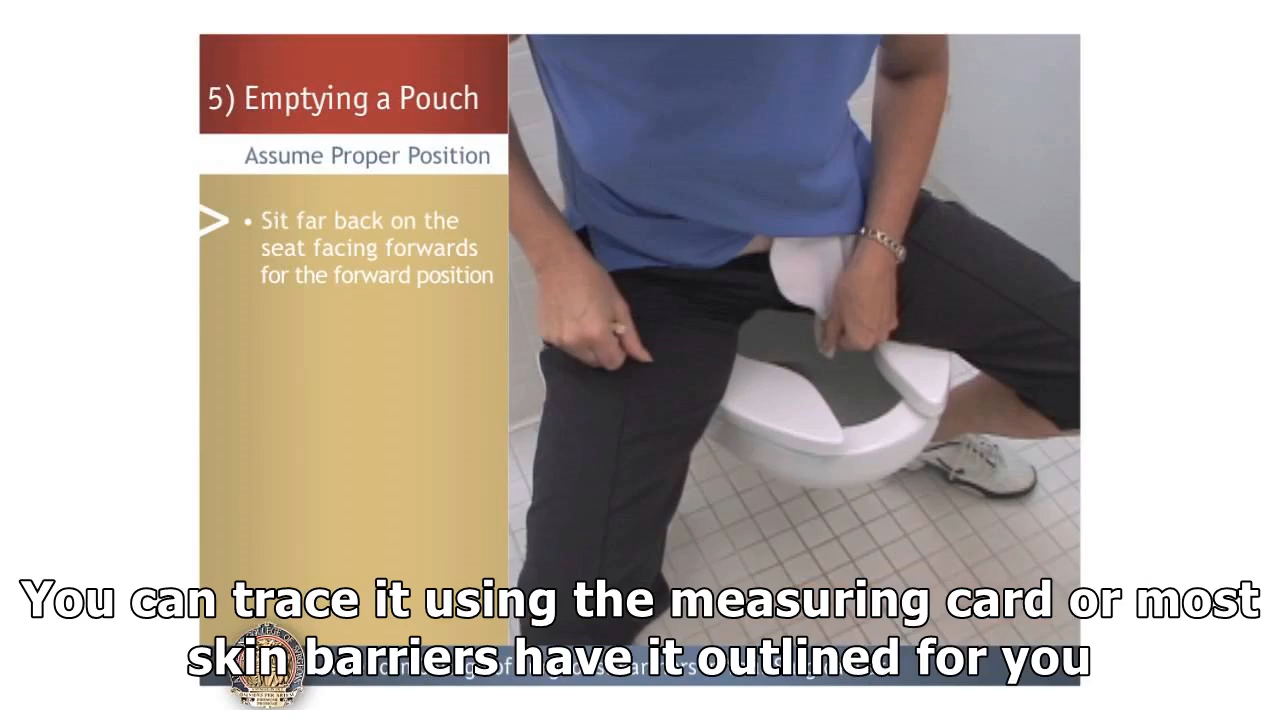 5) Emptying a Pouch
Assume Proper Position
• Sit far back on the
seat facing forwards
for the forward position
You can trace it using the measuring card or most
skin barriers have it outlined for you